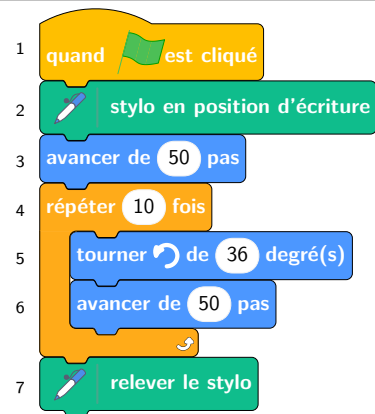 1 quand est cliqué
2 stylo en position d'écriture
3 avancer de 50 pas
4 répéter 10 fois
5 tourner de 36 degré(s)
6 avancer de 50 pas
7 relever le stylo